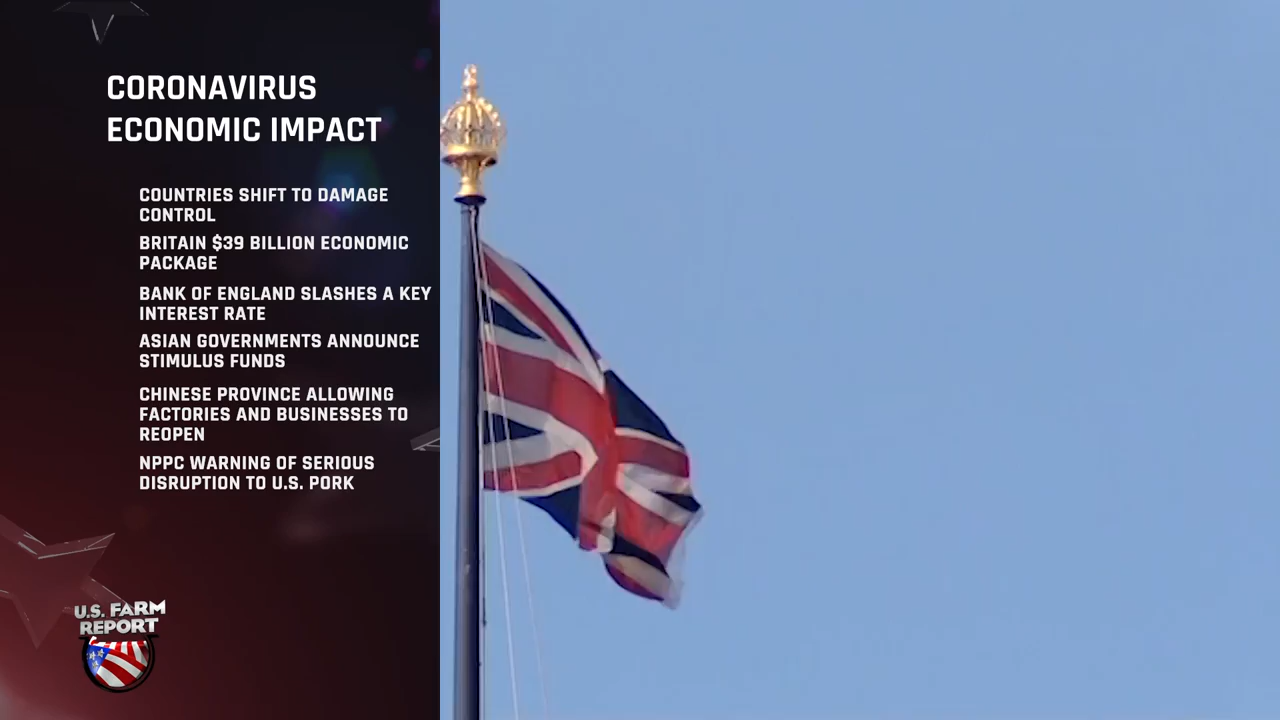 CORONAVIRUS
ECONOMIC IMPACT
COUNTRIES SHIFT TO DAMAGE
CONTROL
BRITAIN $39 BILLION ECONOMIC
PACKAGE
BANK OF ENGLAND SLASHES A KEY
INTEREST RATE
ASIAN GOVERNMENTS ANNOUNCE
STIMULUS FUNDS
CHINESE PROVINCE ALLOWING
FACTORIES AND BUSINESSES TO
REOPEN
NPPC WARNING OF SERIOUS
DISRUPTION TO U.S. PORK
U.S. FARM
REPORT